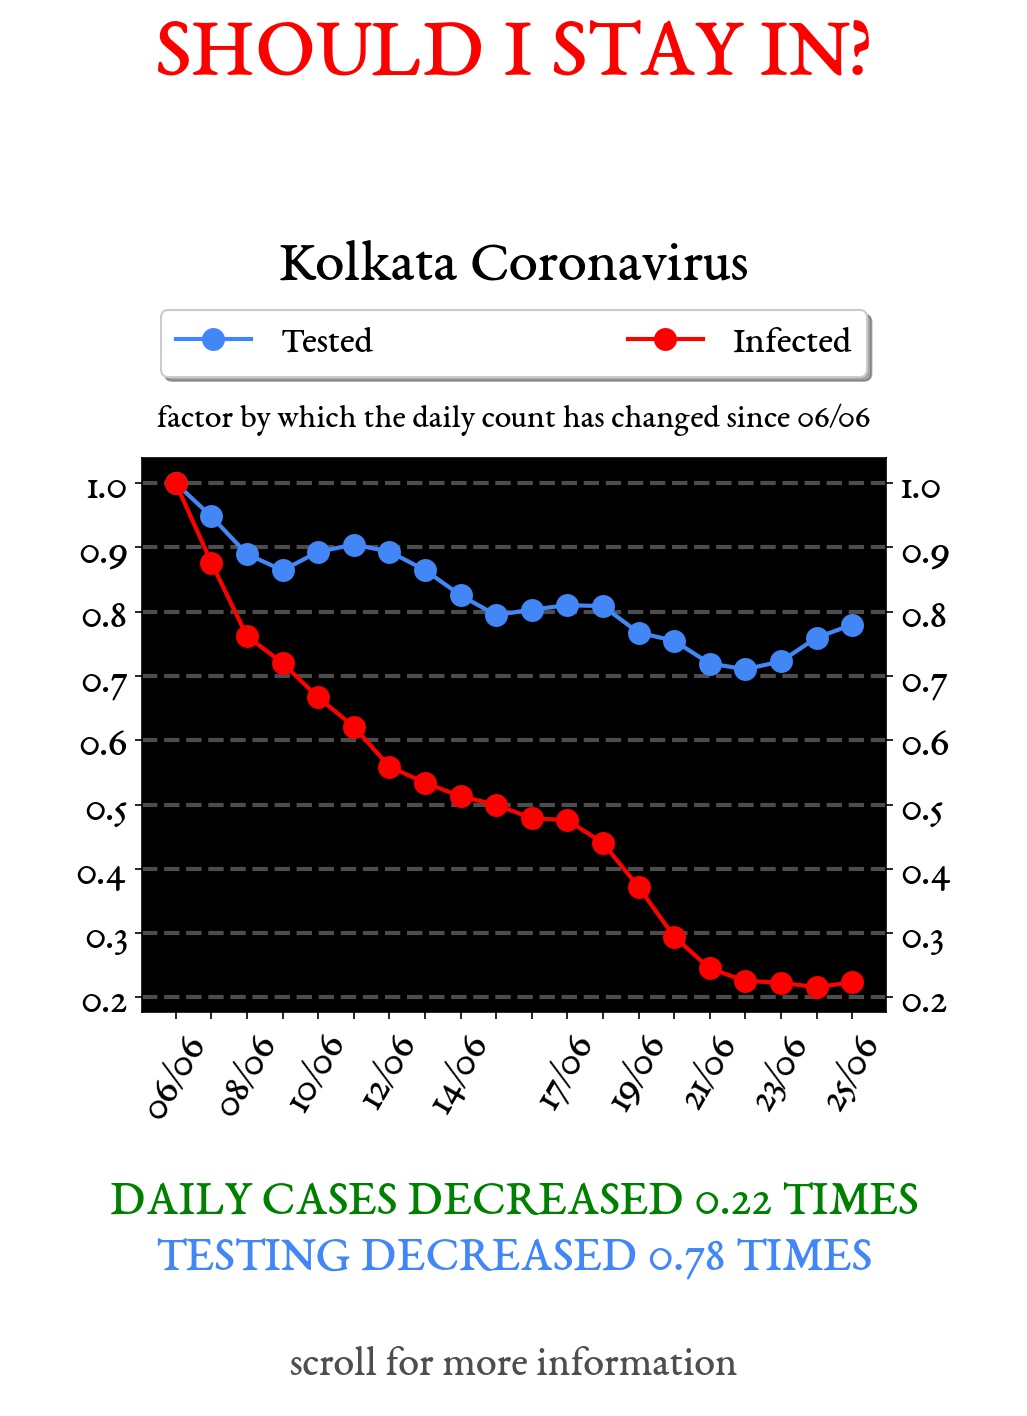 SHOULD I STAY IN?
Kolkata Coronavirus
Tested Infected
factor by which the daily count has changed since 06/06
1.0 1.0
0.9 0.9
0.8 0.8
0.7 0.7
0.6 0.6
0.5 0.5
0.4 0.4
0.3 0.3
0.2 0.2
06/06 08/06 10/06 12/06 14/06 17/06 19/06 21/06 23/06 25/06
DAILY CASES DECREASED 0.22 TIMES
TESTING DECREASED 0.78 TIMES
scroll for more information